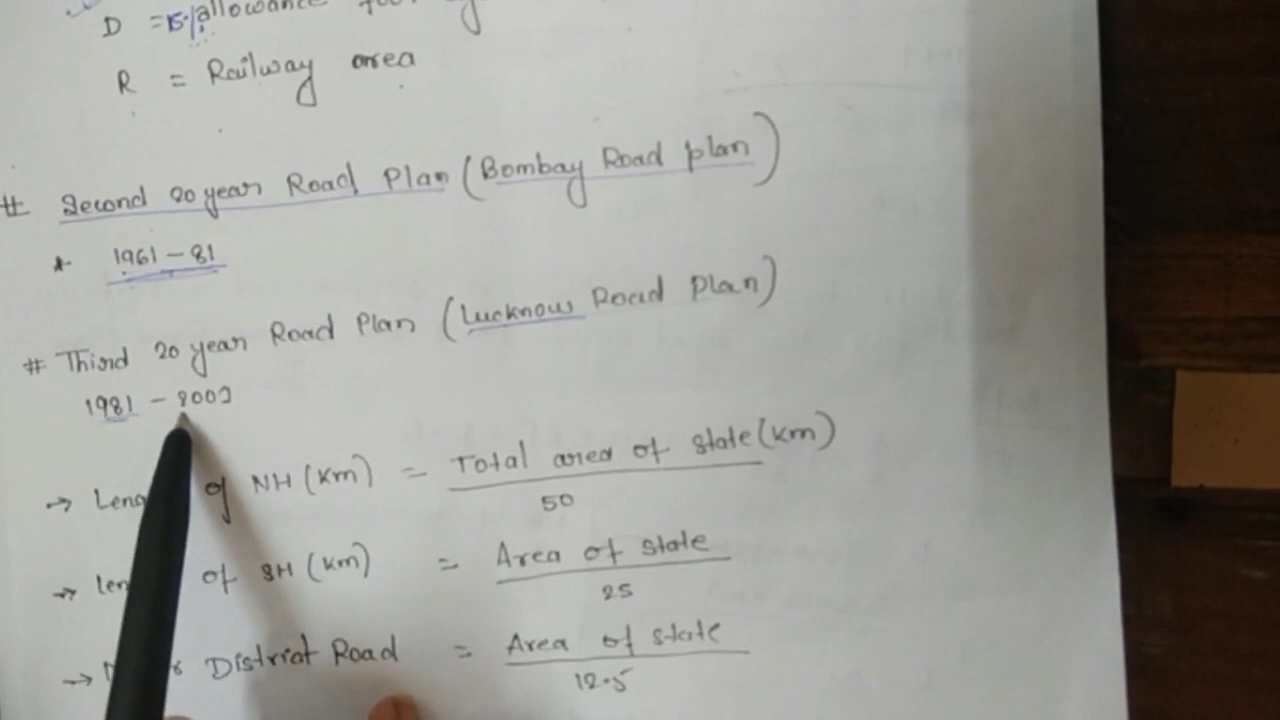 D = 15% allowance for
R = Railway area
# Second 20 year Road Plan (Bombay Road plan)
* 1961 - 81
# Third 20 year Road Plan (Lucknow Road Plan)
1981 - 2001
→ Leng of NH (km) = Total area of state (km) / 50
→ len of SH (km) = Area of state / 25
→ District Road = Area of state / 12.5